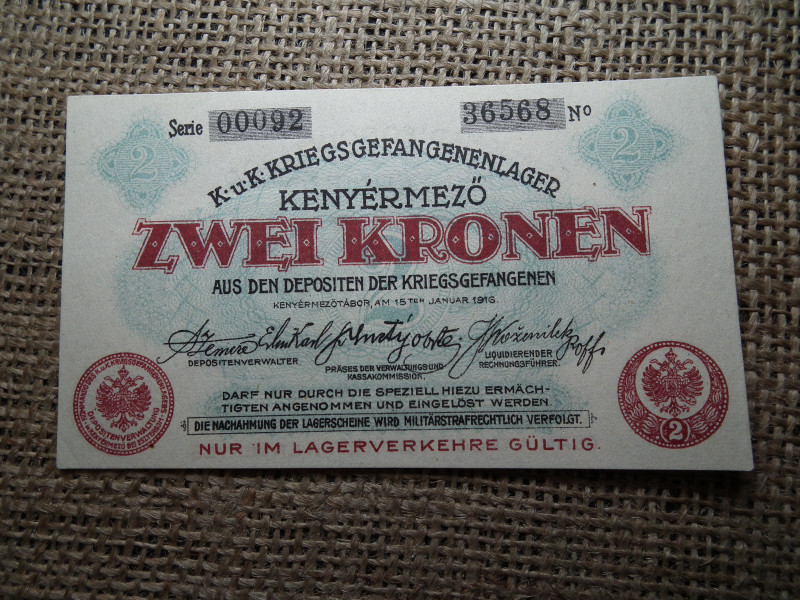 Serie 00092 36568 No
2
K.u.K. KRIEGSGEFANGENENLAGER
KENYÉRMEZŐ
ZWEI KRONEN
AUS DEN DEPOSITEN DER KRIEGSGEFANGENEN
KENYÉRMEZŐTÁBOR, AM 15TER JANUAR 1916.
DEPOSITENVERWALTER
PRÄSES DER VERWALTUNGS UND
KASSAKOMMISSION.
LIQUIDIERENDER
RECHNUNGSFÜHRER.
DARF NUR DURCH DIE SPEZIELL HIEZU ERMÄCH-
TIGTEN ANGENOMMEN UND EINGELÖST WERDEN.
DIE NACHAHMUNG DER LAGERSCHEINE WIRD MILITÄRSTRAFRECHTLICH VERFOLGT.
NUR IM LAGERVERKEHRE GÜLTIG.
DEPOSITENVERWALTUNG
2